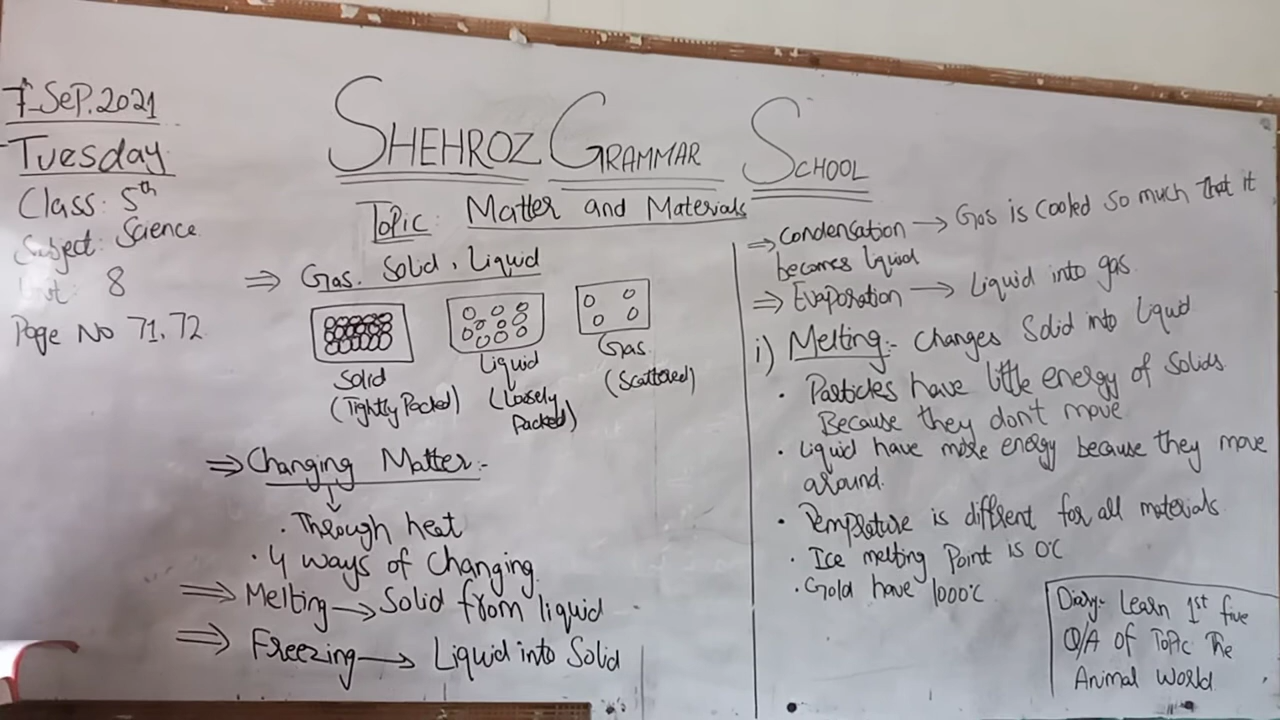 7-SeP.2021
Tuesday
Class: 5th
Subject: Science
Unit: 8
Page No 71,72
SHEHROZ GRAMMAR SCHOOL
Topic: Matter and Materials
⇒ Gas, Solid, Liquid
Solid
(Tightly Packed)
Liquid
(Loosely
Packed)
Gas
(Scattered)
⇒ Changing Matter:-
· Through heat
· 4 ways of Changing
⇒ Melting → Solid from liquid
⇒ Freezing → Liquid into Solid
⇒ Condensation → Gas is Cooled so much that it
becomes lquid
⇒ Evaporation → Liquid into gas
i) Melting:- Changes Solid into Liquid
· Particles have little energy of Solids
Because they don't move
· Liquid have more energy because they move
around.
· Temprature is diffrent for all materials
· Ice melting Point is 0°C
· Gold have 1000°C
Diary- Learn 1st five
Q/A of Topic The
Animal World